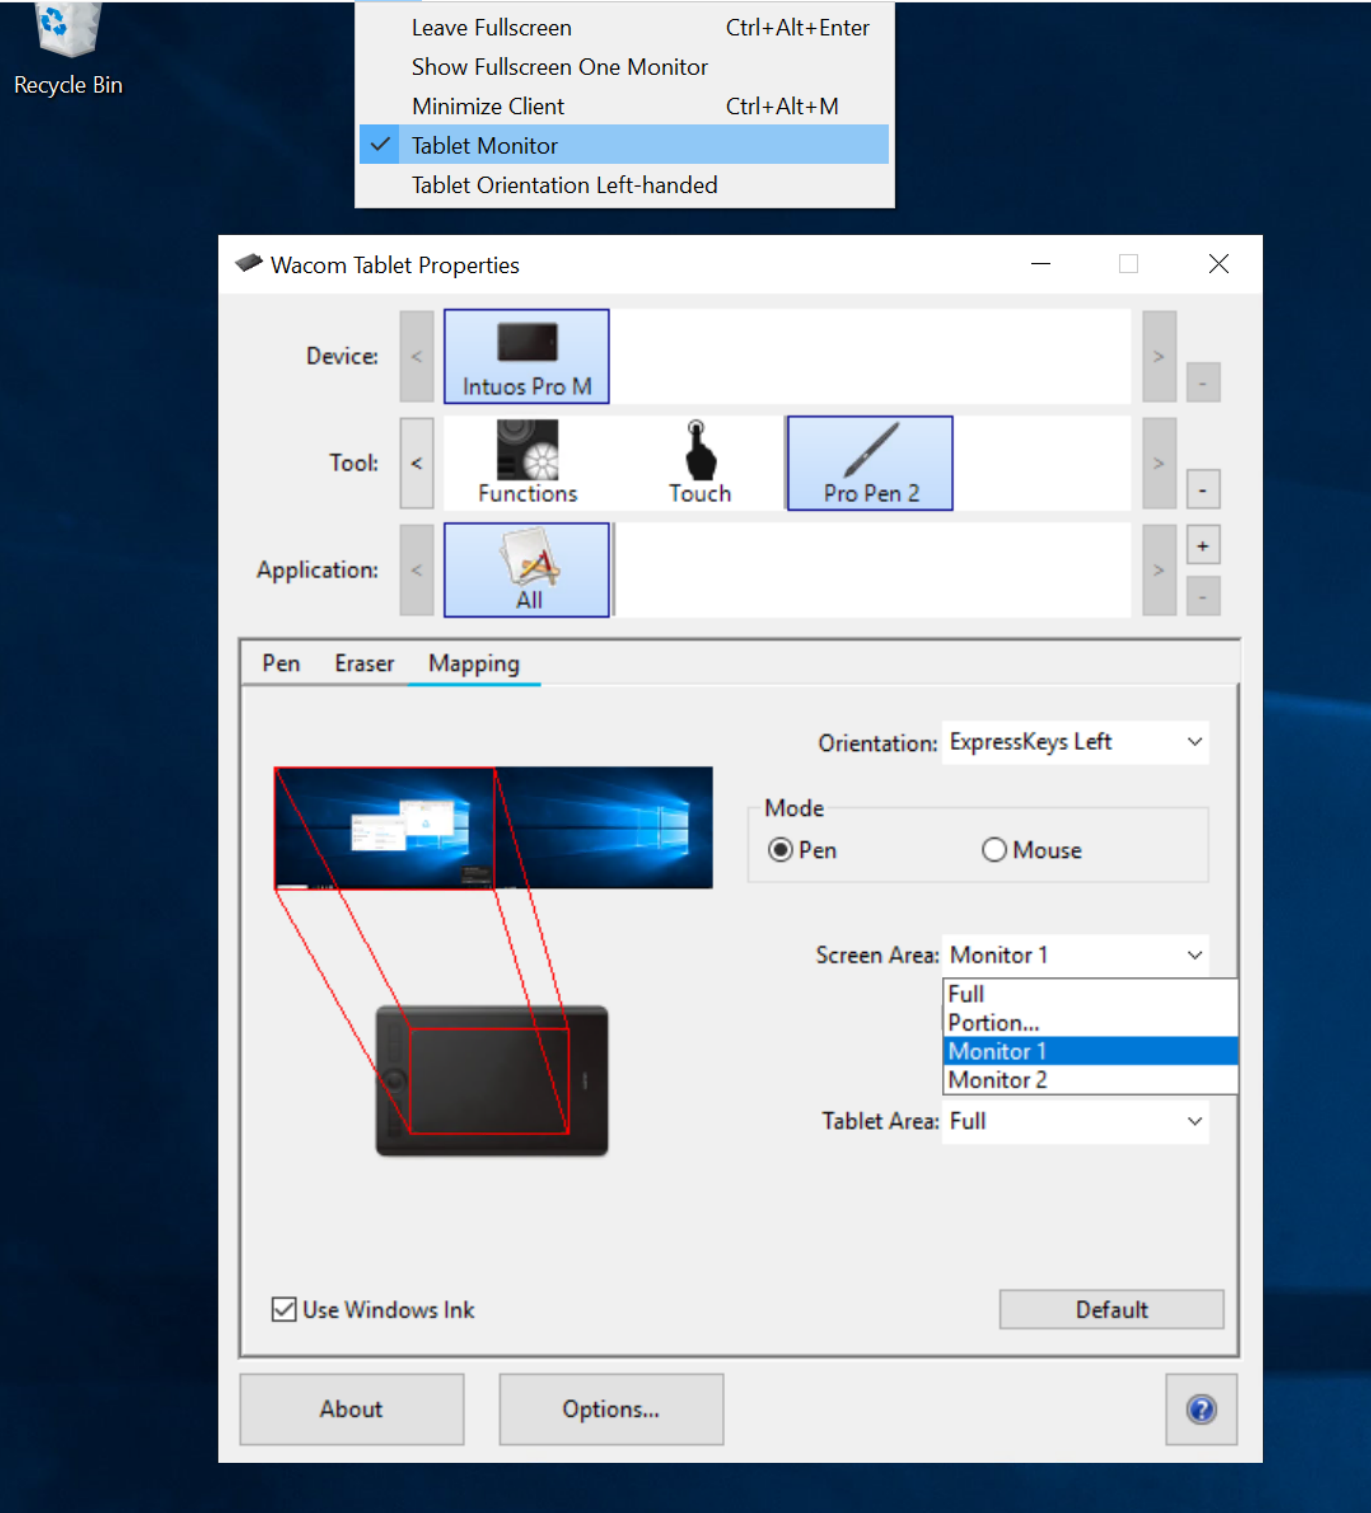 Recycle Bin
Leave Fullscreen Ctrl+Alt+Enter
Show Fullscreen One Monitor
Minimize Client Ctrl+Alt+M
Tablet Monitor
Tablet Orientation Left-handed
Wacom Tablet Properties
Device: < Intuos Pro M > -
Tool: < Functions Touch Pro Pen 2 > -
Application: < All > + -
Pen Eraser Mapping
Orientation: ExpressKeys Left
Mode
Pen Mouse
Screen Area: Monitor 1
Full
Portion...
Monitor 1
Monitor 2
Tablet Area: Full
Use Windows Ink Default
About Options... ?